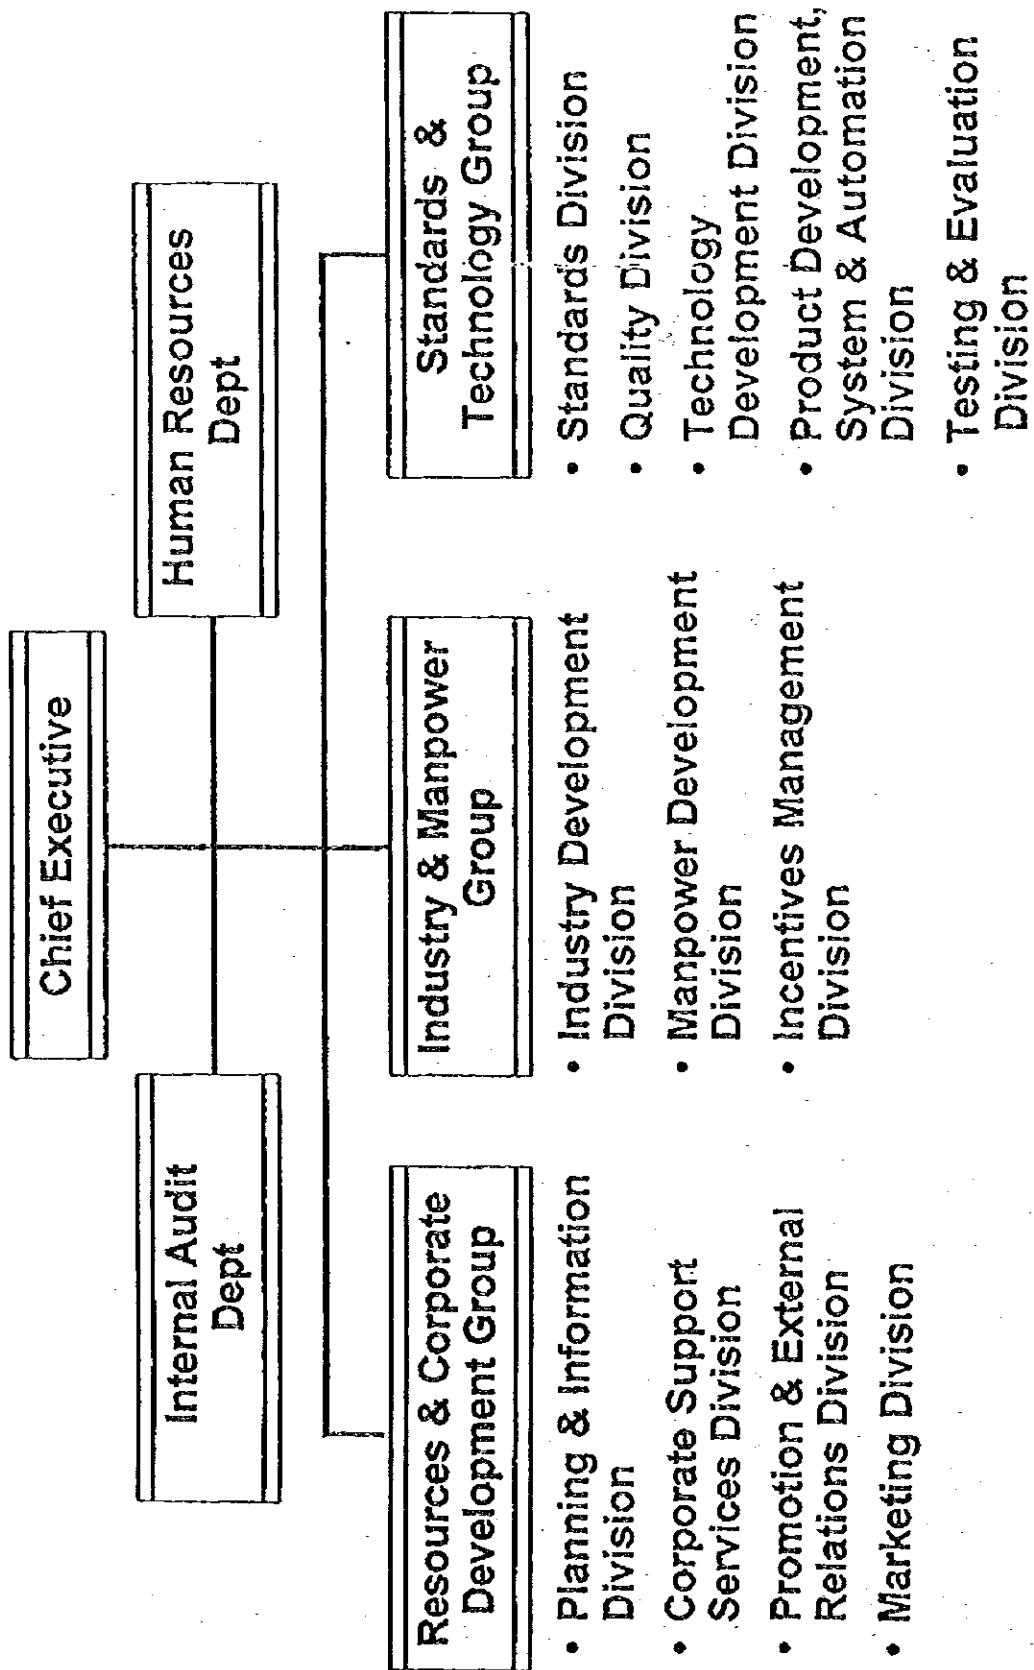 Chief Executive
Internal Audit
Dept
Human Resources
Dept
Resources & Corporate
Development Group
• Planning & Information
Division
• Corporate Support
Services Division
• Promotion & External
Relations Division
• Marketing Division
Industry & Manpower
Group
• Industry Development
Division
• Manpower Development
Division
• Incentives Management
Division
Standards &
Technology Group
• Standards Division
• Quality Division
• Technology
Development Division
• Product Development,
System & Automation
Division
• Testing & Evaluation
Division